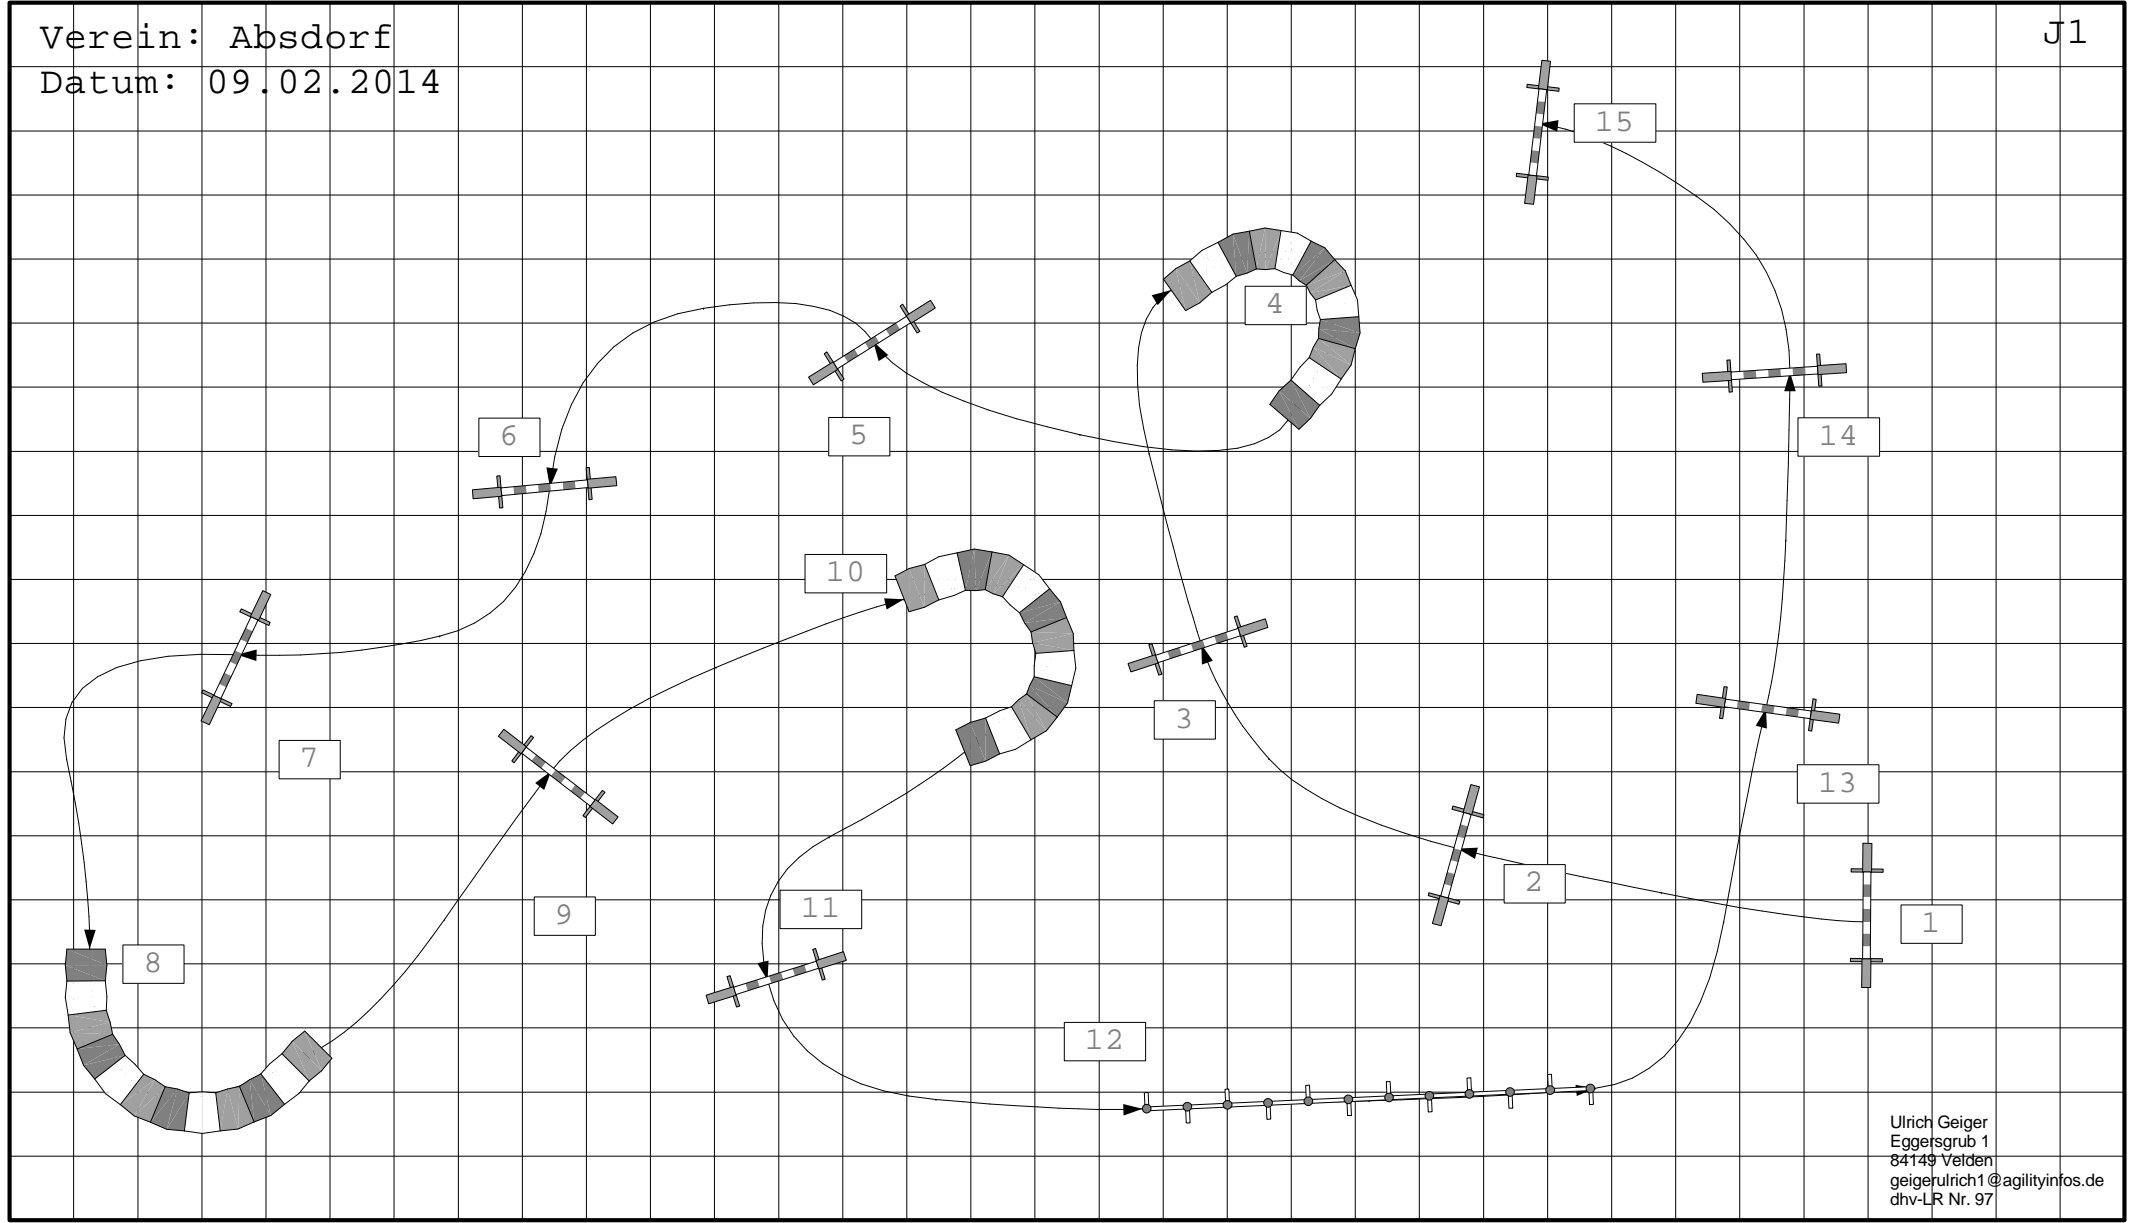 Verein: Absdorf
J1
Datum: 09.02.2014
15
4
6
5
14
10
3
7
13
2
9
11
1
8
12
Ulrich Geiger
Eggersgrub 1
84149 Velden
geigerulrich1@agilityinfos.de
dhv-LR Nr. 97